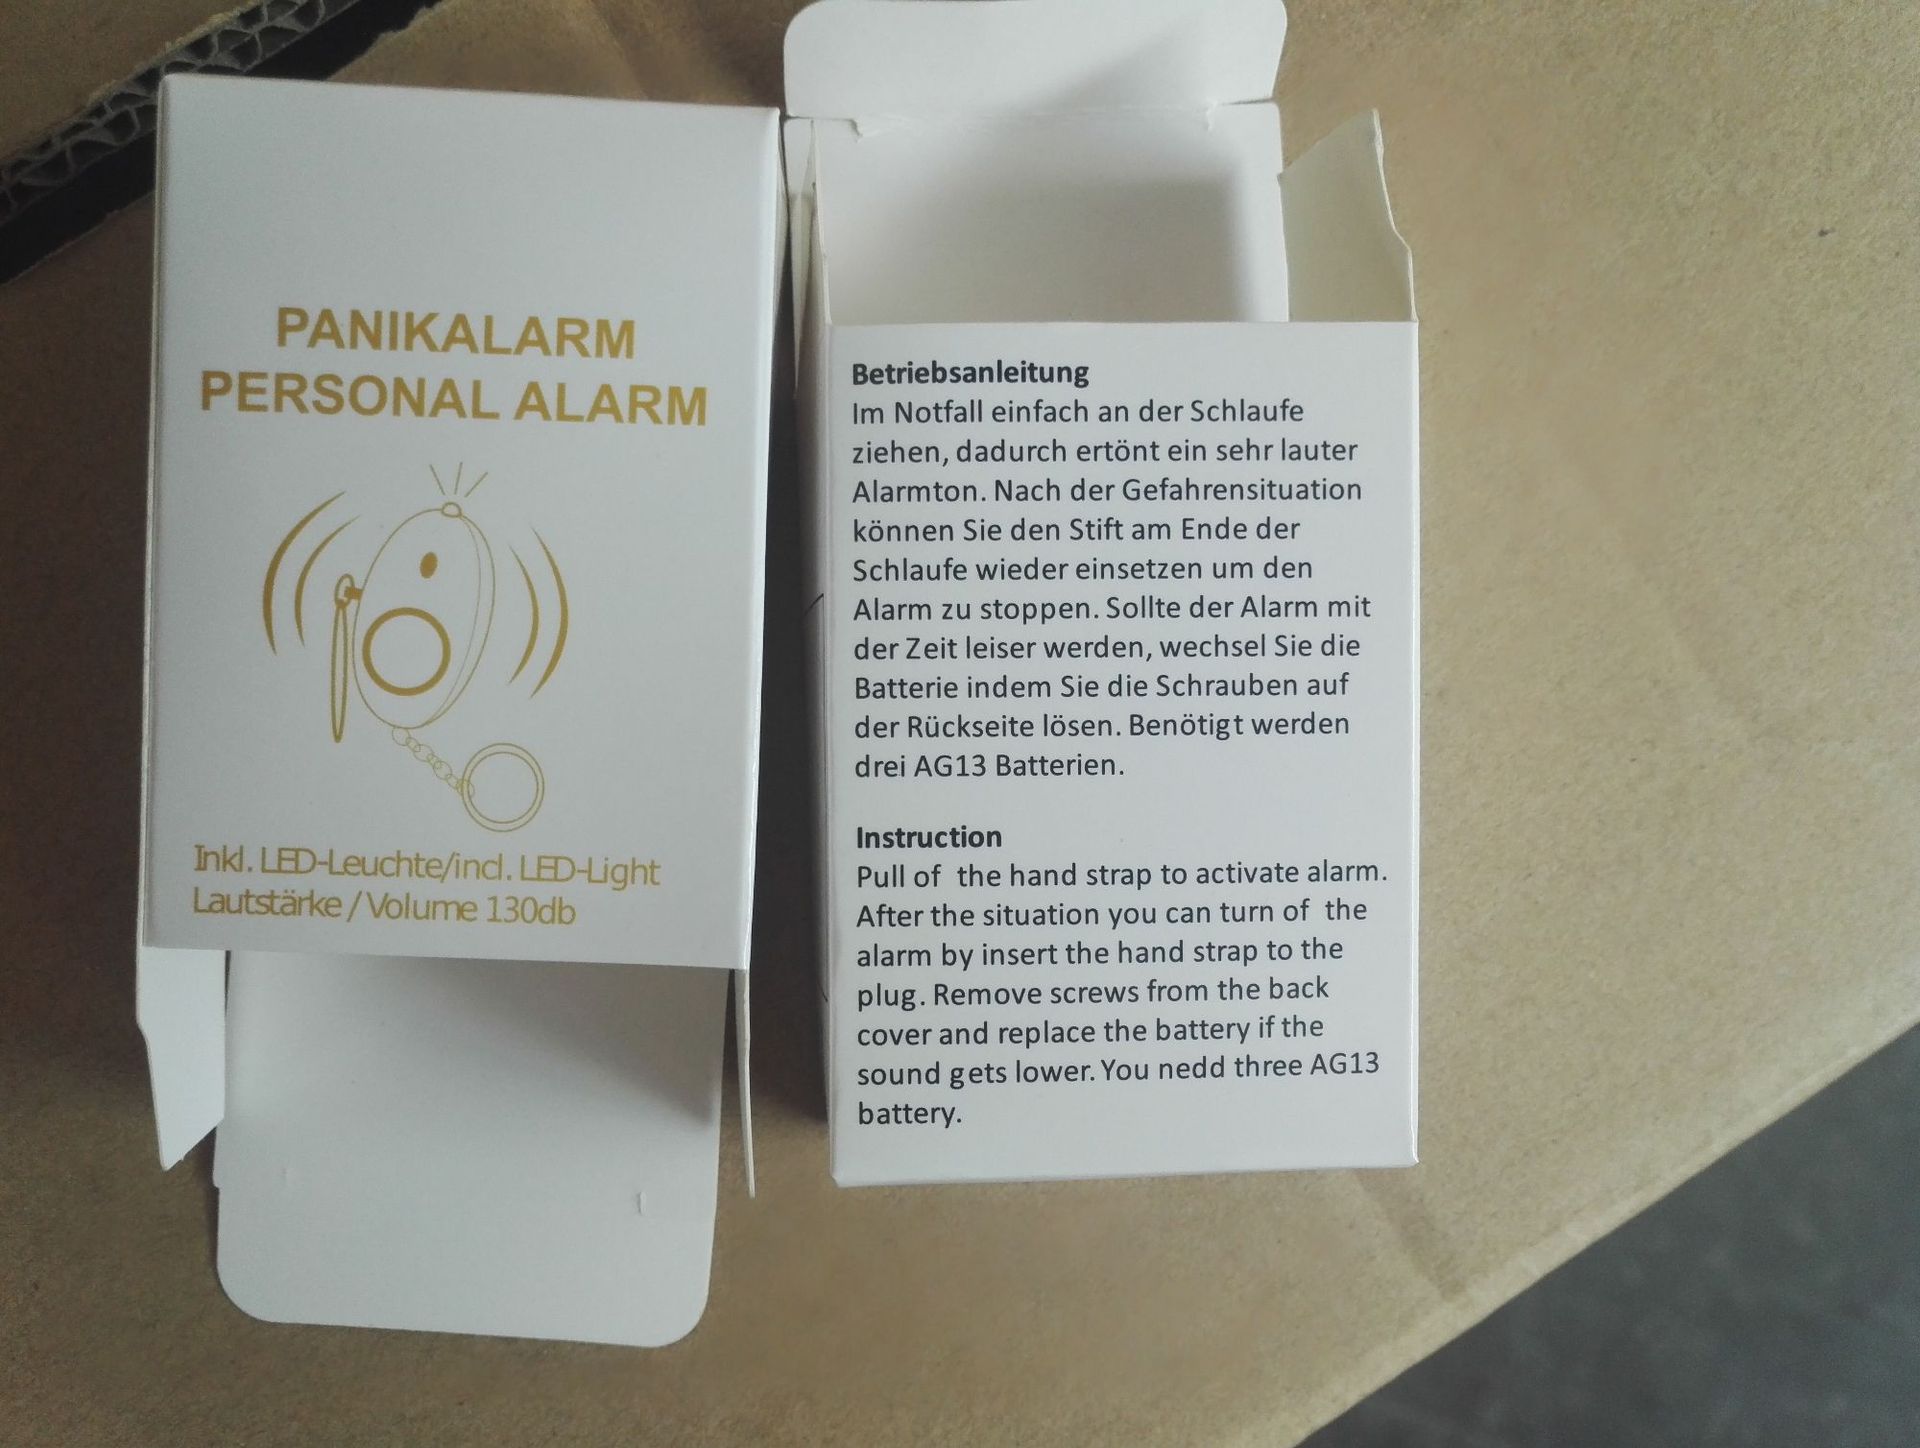 PANIKALARM
PERSONAL ALARM
Inkl. LED-Leuchte/incl. LED-Light
Lautstärke / Volume 130db
Betriebsanleitung
Im Notfall einfach an der Schlaufe
ziehen, dadurch ertönt ein sehr lauter
Alarmton. Nach der Gefahrensituation
können Sie den Stift am Ende der
Schlaufe wieder einsetzen um den
Alarm zu stoppen. Sollte der Alarm mit
der Zeit leiser werden, wechsel Sie die
Batterie indem Sie die Schrauben auf
der Rückseite lösen. Benötigt werden
drei AG13 Batterien.
Instruction
Pull of the hand strap to activate alarm.
After the situation you can turn of the
alarm by insert the hand strap to the
plug. Remove screws from the back
cover and replace the battery if the
sound gets lower. You nedd three AG13
battery.